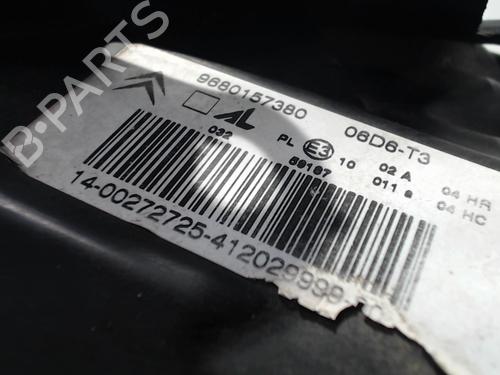 B-PARTS
9680157380 06D6-T3
AL
032 PL E3 10 02 A 04 HR
59167 011 04 HC
14-00272725-412029999-